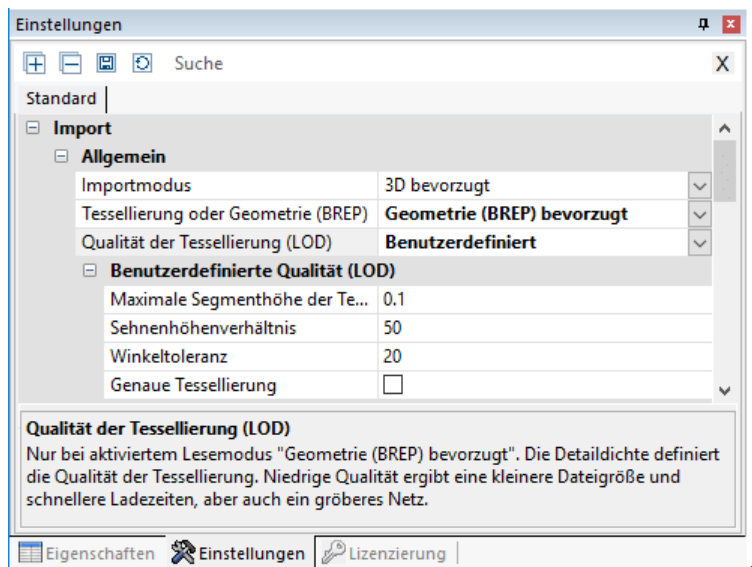 Einstellungen
Suche X
Standard
Import
Allgemein
Importmodus 3D bevorzugt
Tessellierung oder Geometrie (BREP) Geometrie (BREP) bevorzugt
Qualität der Tessellierung (LOD) Benutzerdefiniert
Benutzerdefinierte Qualität (LOD)
Maximale Segmenthöhe der Te... 0.1
Sehnenhöhenverhältnis 50
Winkeltoleranz 20
Genaue Tessellierung
Qualität der Tessellierung (LOD)
Nur bei aktiviertem Lesemodus "Geometrie (BREP) bevorzugt". Die Detaildichte definiert
die Qualität der Tessellierung. Niedrige Qualität ergibt eine kleinere Dateigröße und
schnellere Ladezeiten, aber auch ein gröberes Netz.
Eigenschaften Einstellungen Lizenzierung